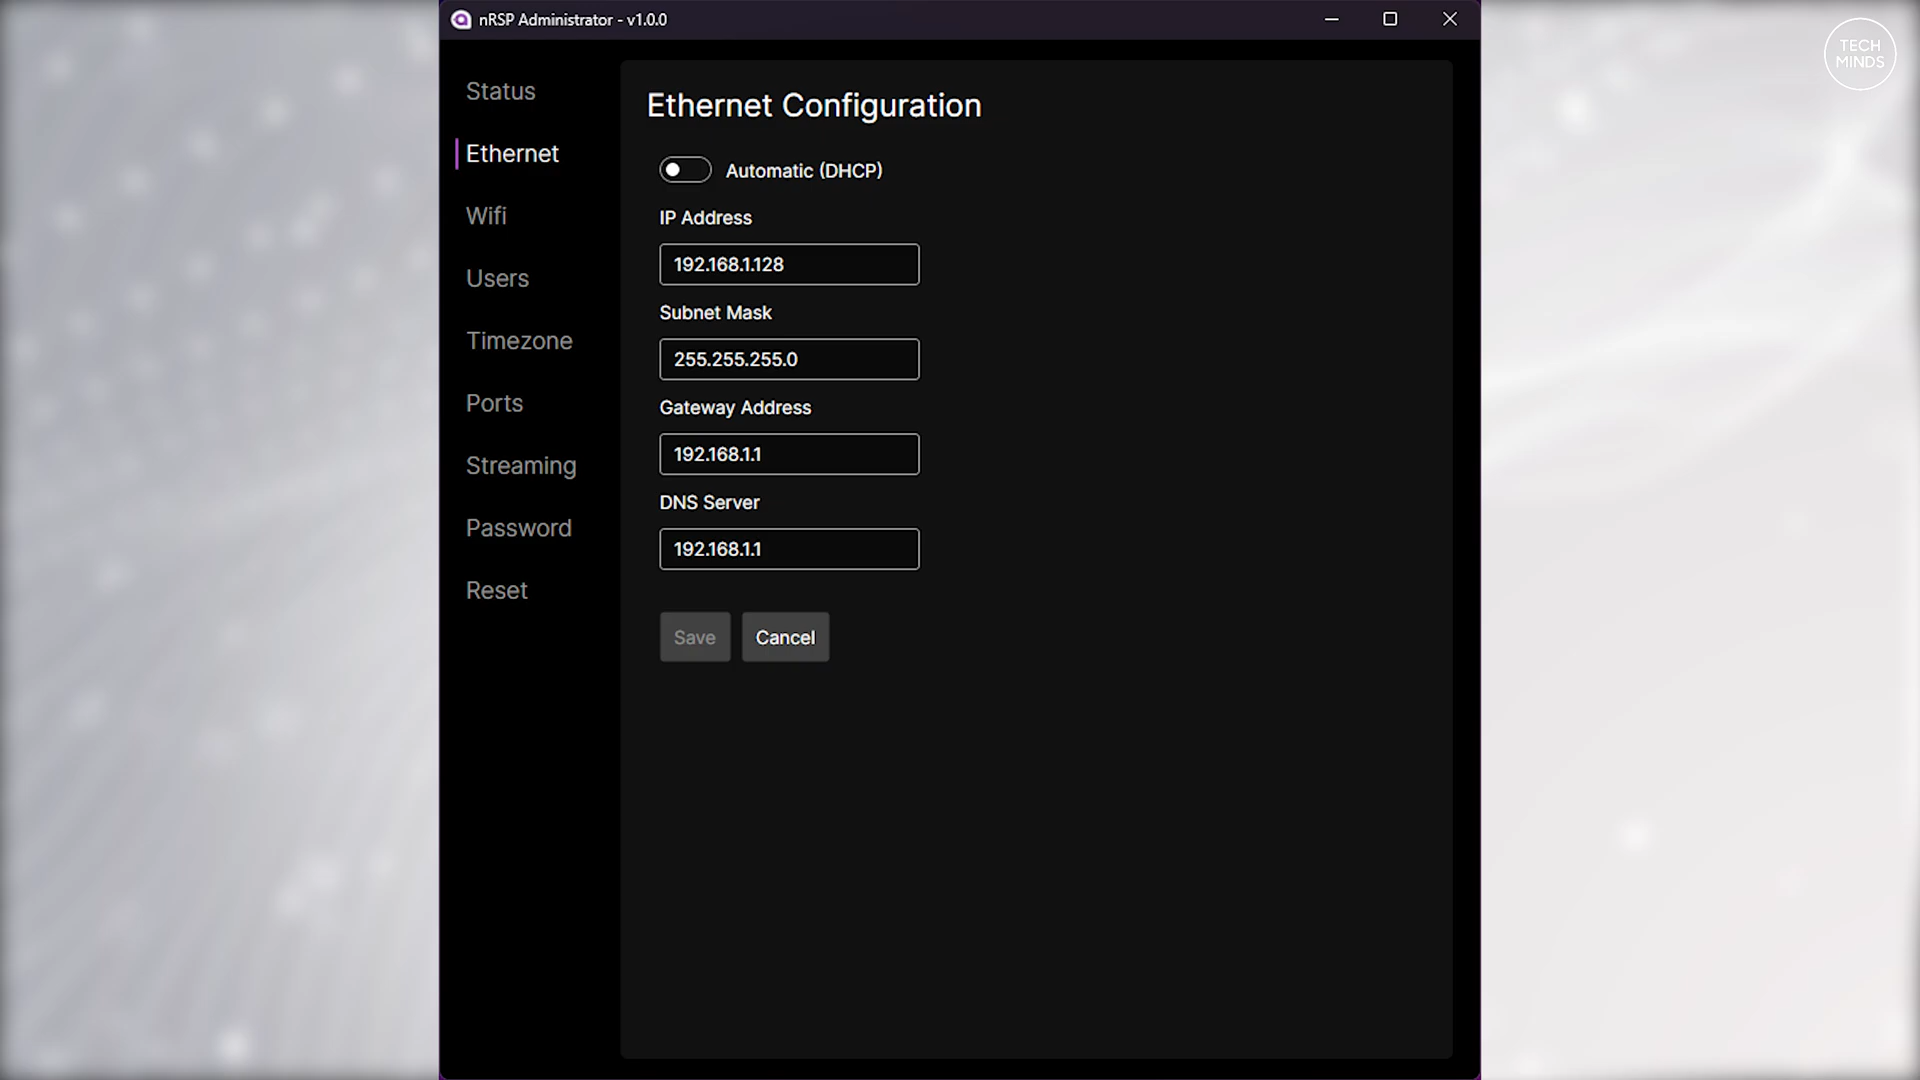 nRSP Administrator - v1.0.0
TECH
MINDS
Status
Ethernet
Wifi
Users
Timezone
Ports
Streaming
Password
Reset
Ethernet Configuration
Automatic (DHCP)
IP Address
192.168.1.128
Subnet Mask
255.255.255.0
Gateway Address
192.168.1.1
DNS Server
192.168.1.1
Save Cancel